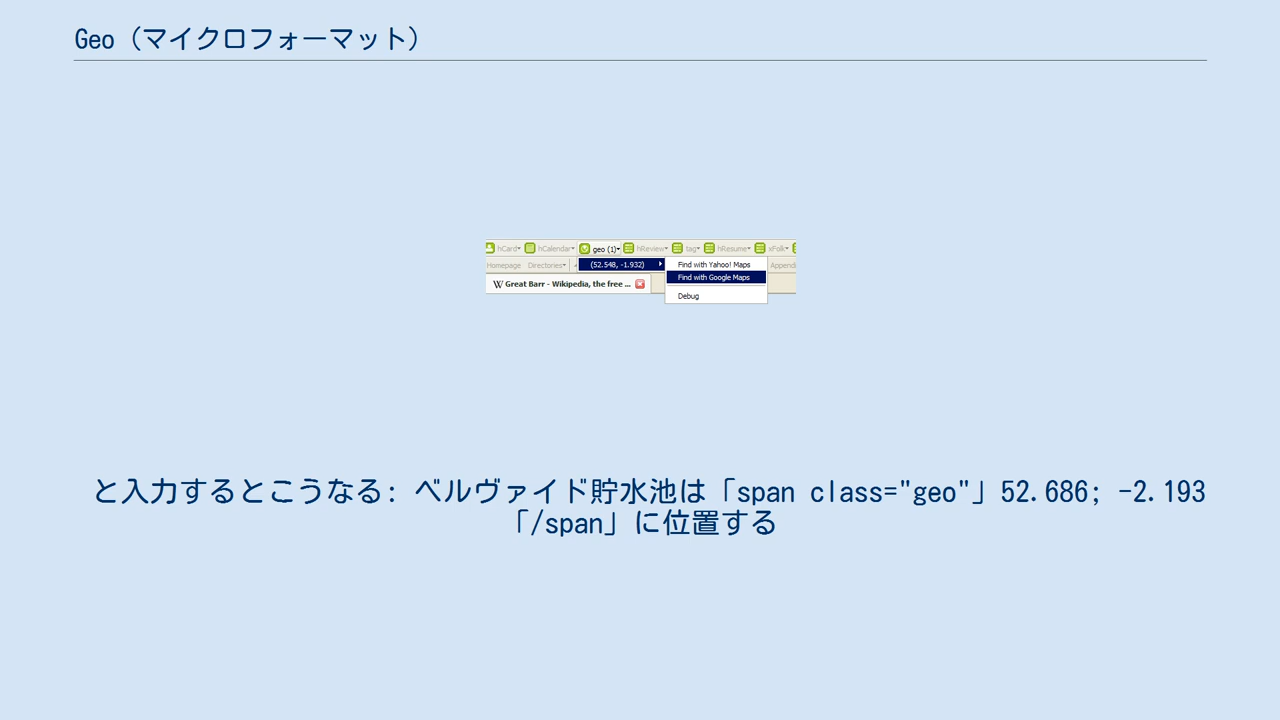 Geo（マイクロフォーマット）
hCard hCalendar geo (1) hReview tag hResume xFolk
Homepage Directories (52.548, -1.932) Find with Yahoo! Maps Appendi
Find with Google Maps
Great Barr - Wikipedia, the free ...
Debug
と入力するとこうなる: ベルヴァイド貯水池は「span class="geo"」52.686; -2.193
「/span」に位置する